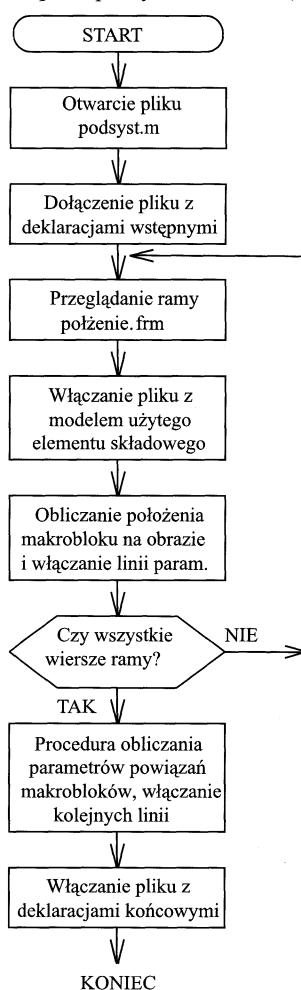 START
Otwarcie pliku
podsyst.m
Dołączenie pliku z
deklaracjami wstępnymi
Przeglądanie ramy
połżenie.frm
Włączanie pliku z
modelem użytego
elementu składowego
Obliczanie położenia
makrobloku na obrazie
i włączanie linii param.
Czy wszystkie
wiersze ramy?
NIE
TAK
Procedura obliczania
parametrów powiązań
makrobloków, włączanie
kolejnych linii
Włączanie pliku z
deklaracjami końcowymi
KONIEC